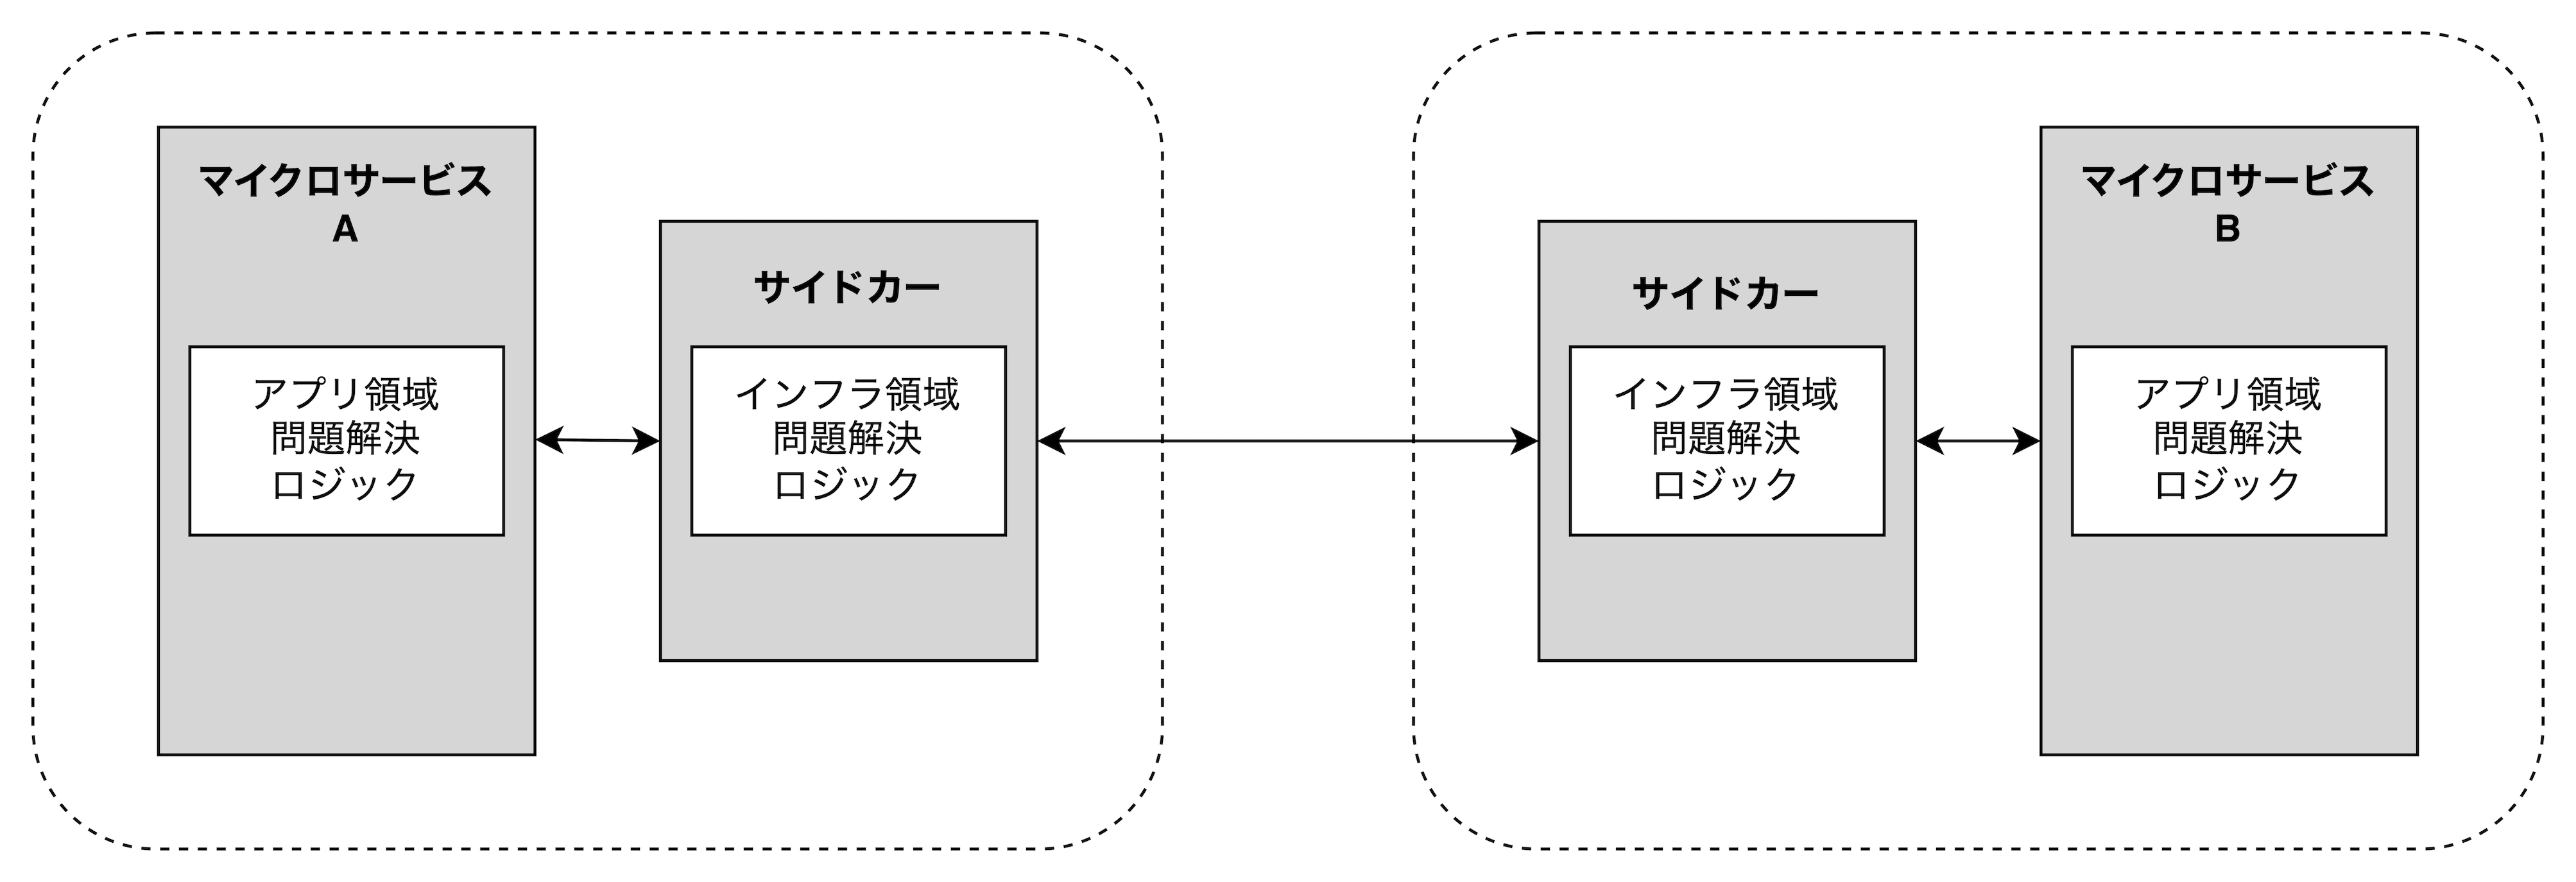 マイクロサービス
A
アプリ領域
問題解決
ロジック
サイドカー
インフラ領域
問題解決
ロジック
サイドカー
インフラ領域
問題解決
ロジック
マイクロサービス
B
アプリ領域
問題解決
ロジック